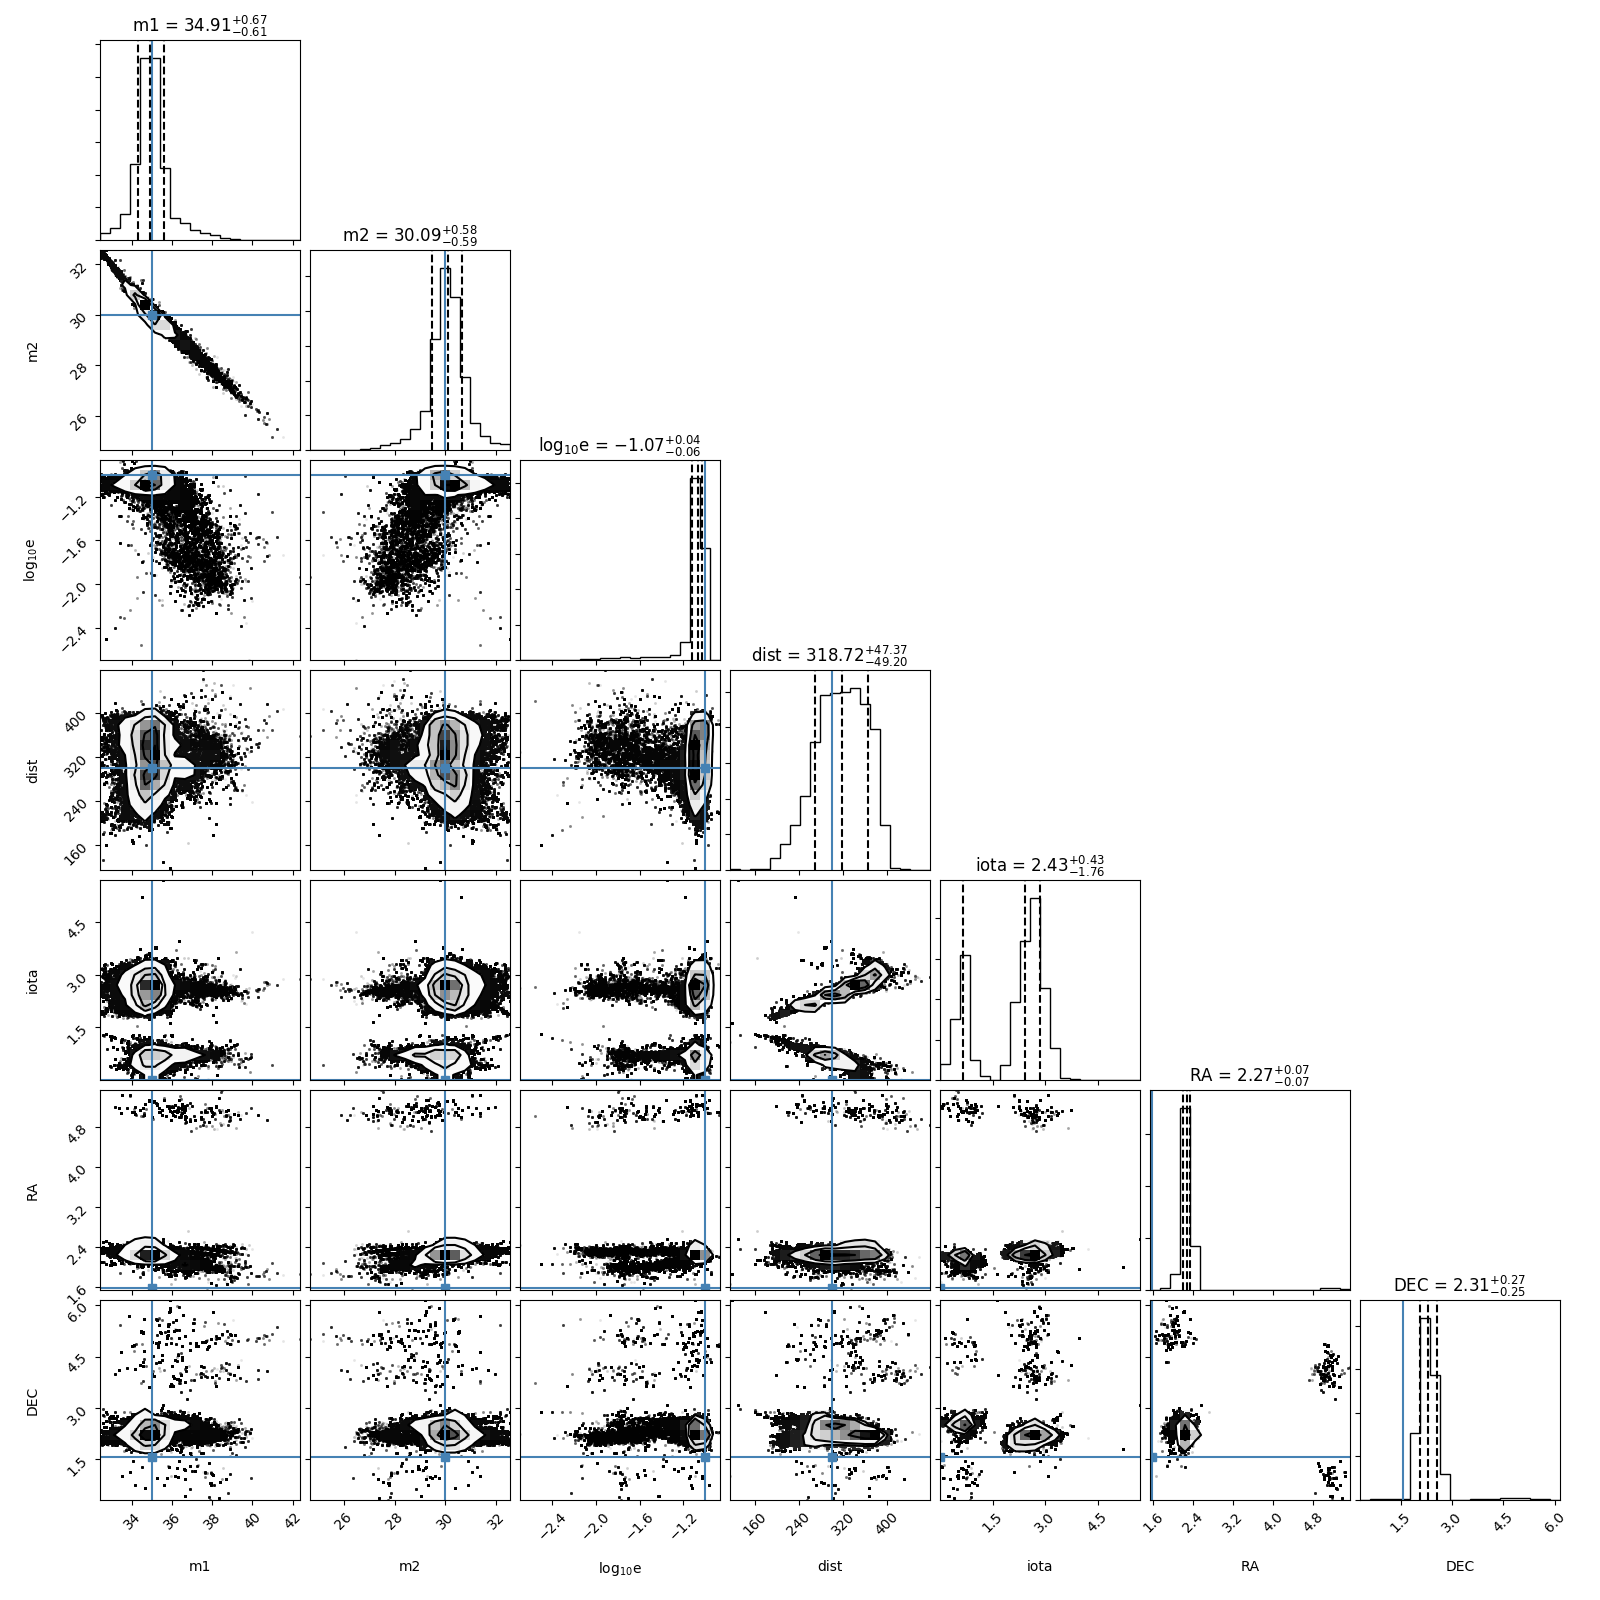 m1 = 34.91+0.67 −0.61
m2 = 30.09+0.58 −0.59
log10e = −1.07+0.04 −0.06
dist = 318.72+47.37 −49.20
iota = 2.43+0.43 −1.76
RA = 2.27+0.07 −0.07
DEC = 2.31+0.27 −0.25
m2
32
30
28
26
log10e
−1.2
−1.6
−2.0
−2.4
dist
400
320
240
160
iota
4.5
3.0
1.5
RA
4.8
4.0
3.2
2.4
1.6
DEC
6.0
4.5
3.0
1.5
34 36 38 40 42
26 28 30 32
−2.4 −2.0 −1.6 −1.2
160 240 320 400
1.5 3.0 4.5
1.6 2.4 3.2 4.0 4.8
1.5 3.0 4.5 6.0
m1 m2 log10e dist iota RA DEC